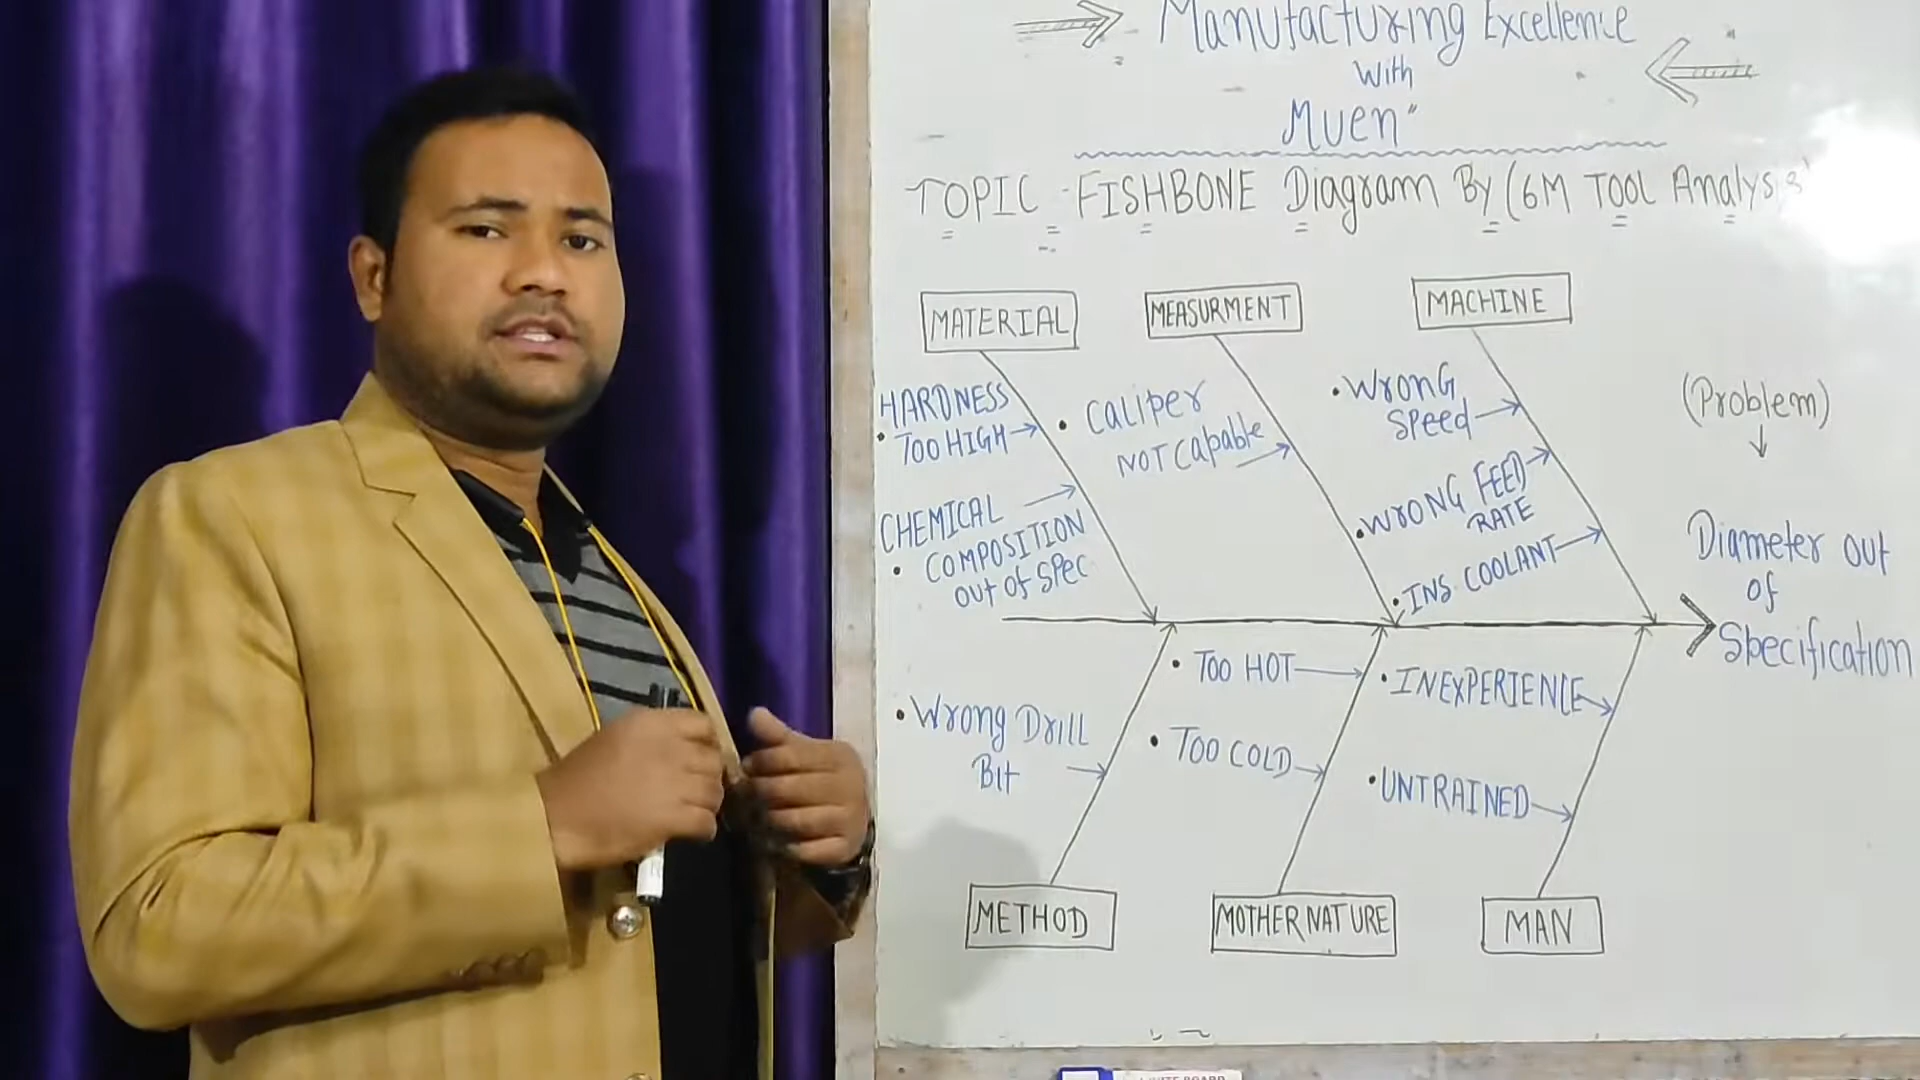 Manufacturing Excellence
With
Muen"
TOPIC - FISHBONE Diagram By (6M TOOL Analysis)
MATERIAL
MEASURMENT
MACHINE
HARDNESS
• TOO HIGH
CHEMICAL
• COMPOSITION
out of spec
• Caliper
NOT Capable
• Wrong
Speed
• WRONG FEED
RATE
• INS. COOLANT
(Problem)
Diameter out
of
Specification
• Wrong Drill
Bit
• TOO HOT
• TOO COLD
• INEXPERIENCE
• UNTRAINED
METHOD
MOTHER NATURE
MAN